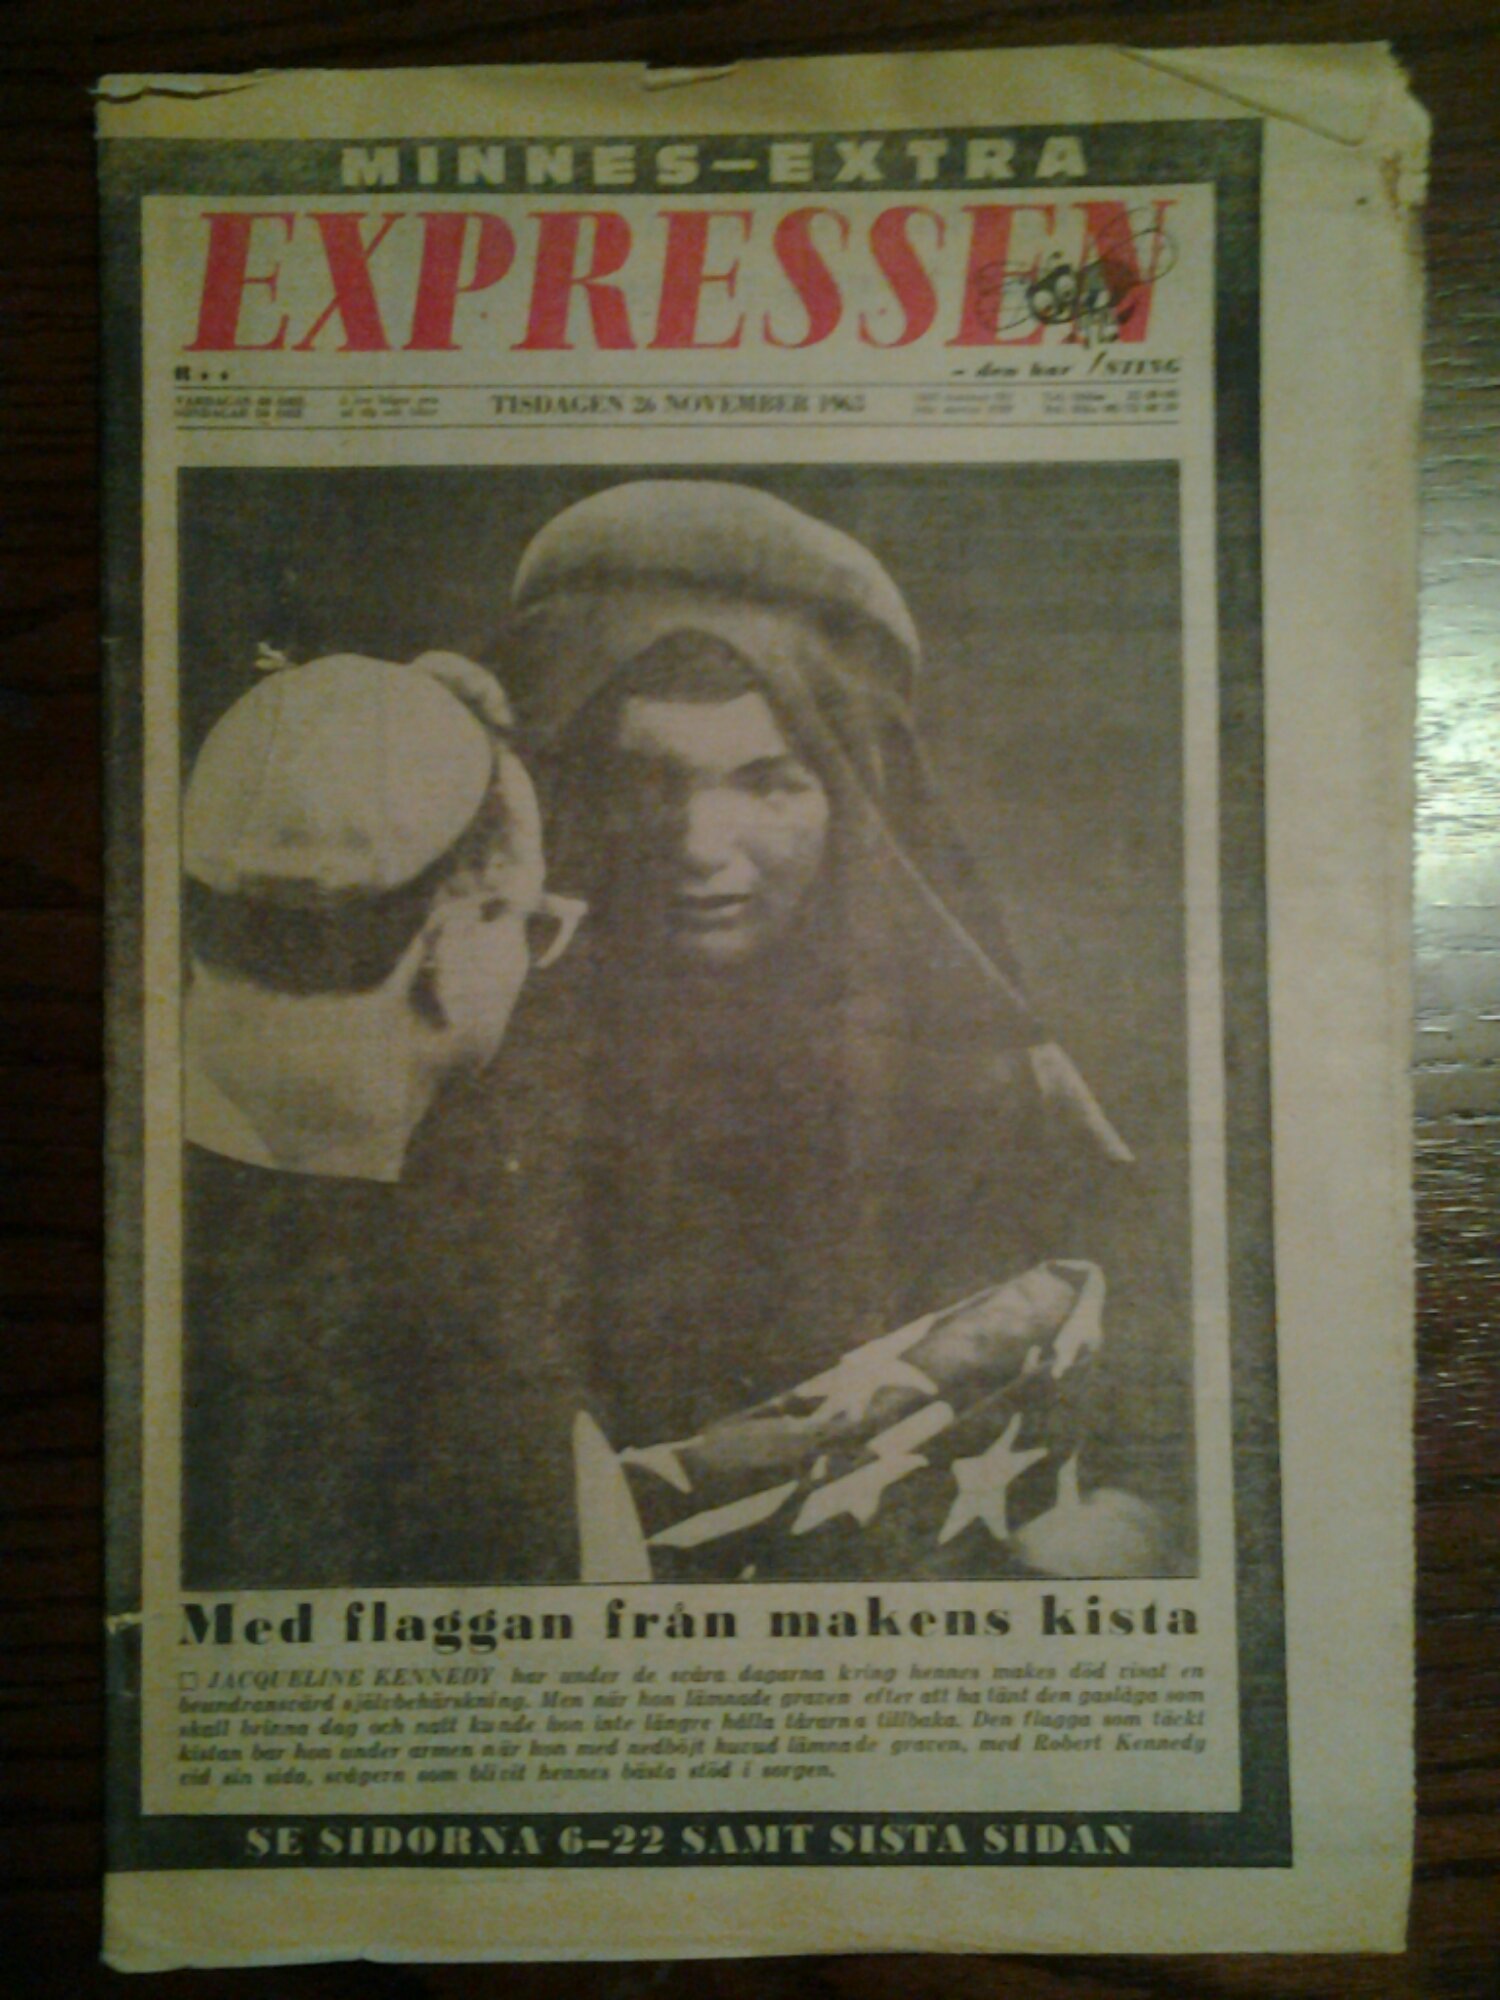 MINNES-EXTRA
EXPRESSEN
R..
- den har STING
VARDAGAR
TISDAGEN 26 NOVEMBER 1963
Med flaggan från makens kista
JACQUELINE KENNEDY har under de svåra dagarna kring hennes makes död visat en
beundransvärd självbehärskning. Men när hon lämnade graven efter att ha tänt den gaslåga som
skall brinna dag och natt kunde hon inte längre hålla tårarna tillbaka. Den flagga som täckt
kistan bar hon under armen när hon med nedböjt huvud lämnade graven, med Robert Kennedy
vid sin sida, svågern som blivit hennes bästa stöd i sorgen.
SE SIDORNA 6-22 SAMT SISTA SIDAN